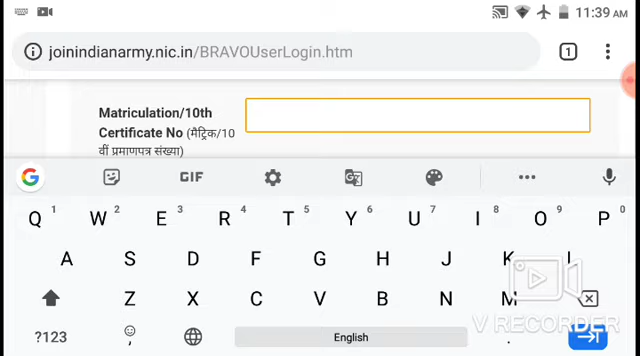 11:39 AM
joinindianarmy.nic.in/BRAVOUserLogin.htm
1
Matriculation/10th
Certificate No (मैट्रिक/10
वीं प्रमाणपत्र संख्या)
G GIF
Q 1 W 2 E 3 R 4 T 5 Y 6 U 7 I 8 O 9 P 0
A S D F G H J K L
Z X C V B N M
?123 , English .
V RECORDER